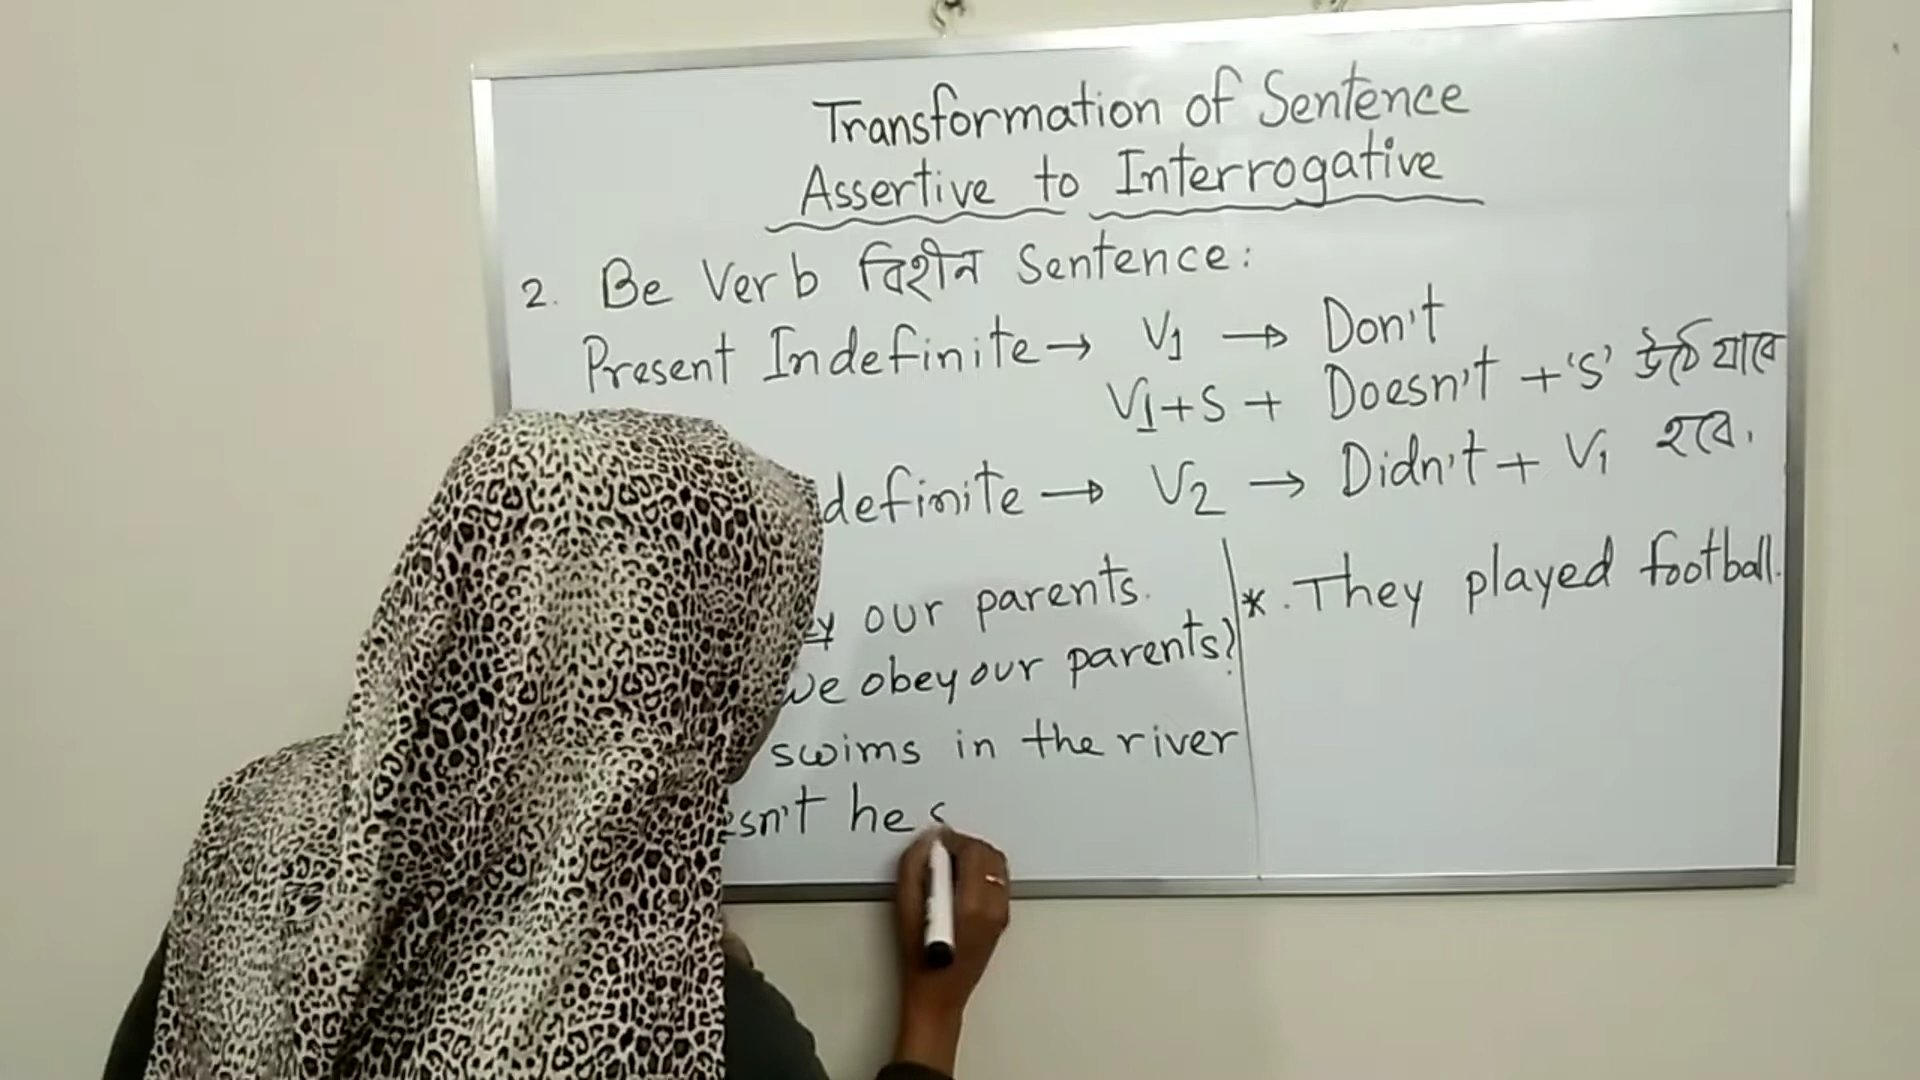 Transformation of Sentence
Assertive to Interrogative
2. Be Verb বিহীন Sentence:
Present Indefinite → V1 → Don't
V1+S + Doesn't + 's' উঠে যাবে
definite → V2 → Didn't + V1 হবে.
our parents.
we obey our parents?
swims in the river
esn't he s
* . They played football.